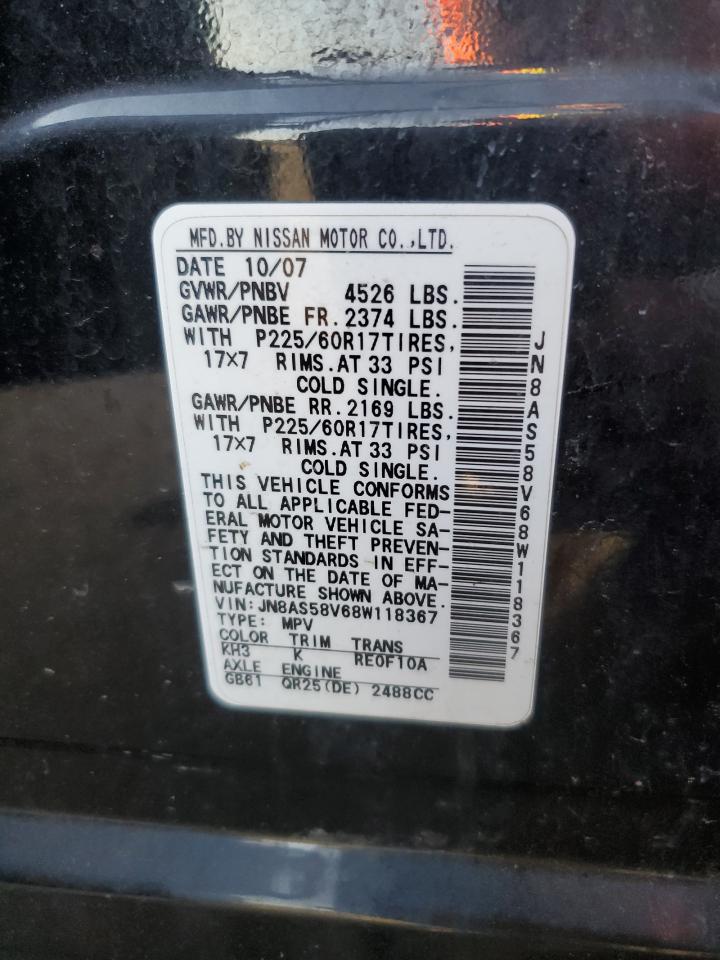 MFD.BY NISSAN MOTOR CO.,LTD.
DATE 10/07
GVWR/PNBV 4526 LBS.
GAWR/PNBE FR.2374 LBS.
WITH P225/60R17TIRES,
17×7 RIMS.AT 33 PSI
COLD SINGLE.
GAWR/PNBE RR.2169 LBS.
WITH P225/60R17TIRES,
17×7 RIMS.AT 33 PSI
COLD SINGLE.
THIS VEHICLE CONFORMS
TO ALL APPLICABLE FED-
ERAL MOTOR VEHICLE SA-
FETY AND THEFT PREVEN-
TION STANDARDS IN EFF-
ECT ON THE DATE OF MA-
NUFACTURE SHOWN ABOVE.
VIN:JN8AS58V68W118367
TYPE: MPV
COLOR TRIM TRANS
KH3 K RE0F10A
AXLE ENGINE
GB61 QR25(DE) 2488CC
JN8AS58V68W118367